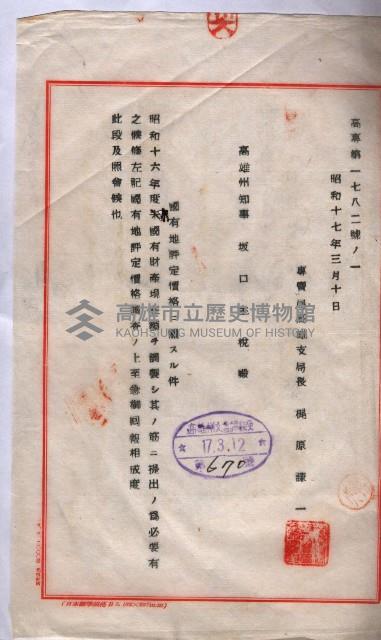 高專第一七八二號ノ一
昭和十七年三月十日
專賣局高雄支局長 梶原謙一
高雄州知事 坂口主稅殿
國有地評定價格ニ關スル件
昭和十六年度末國有財產增減額ヲ調製シ其ノ筋ニ提出ノ爲必要有
之候條左記國有地評定價格調査ノ上至急御回報相成度
此段及照會候也
17.3.12
670
高雄市立歷史博物館
KAOHSIUNG MUSEUM OF HISTORY